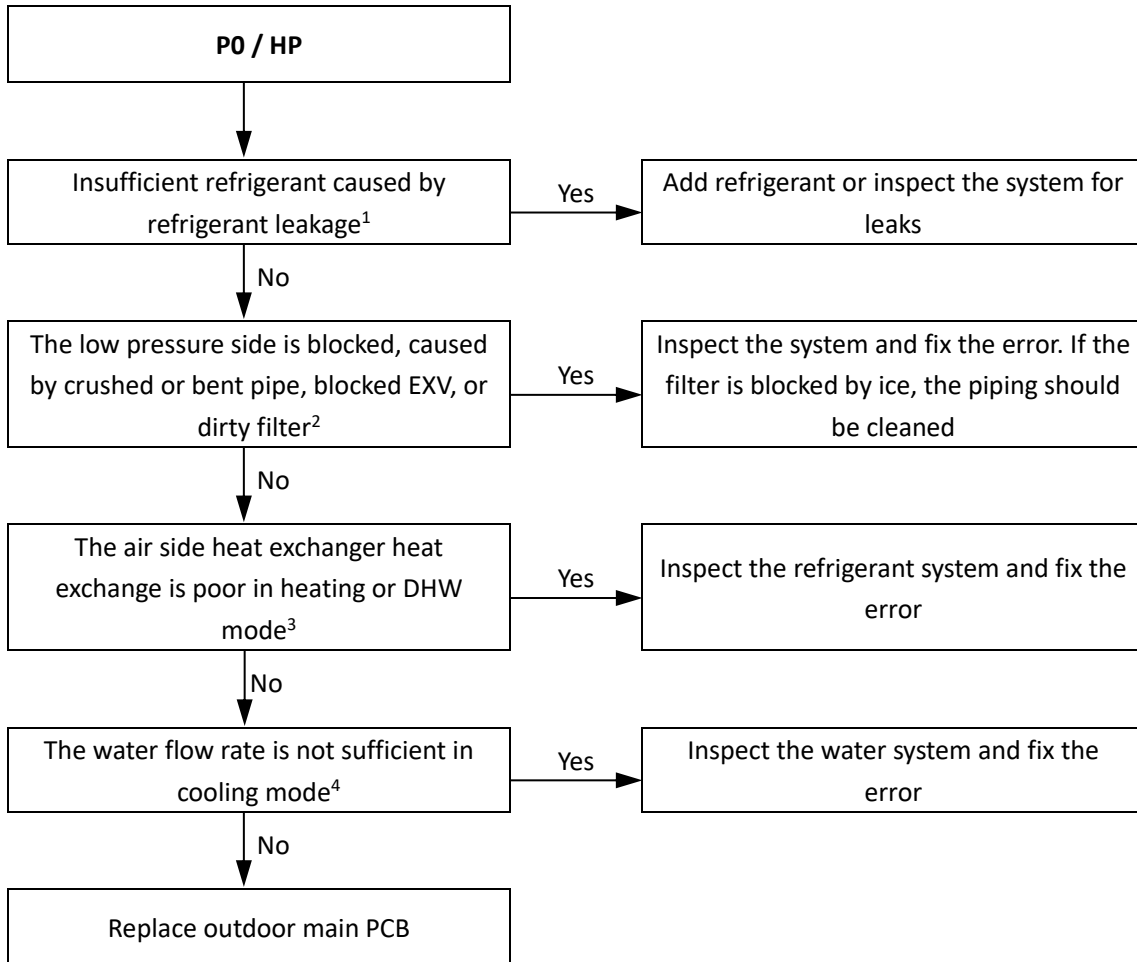 P0 / HP
Insufficient refrigerant caused by
refrigerant leakage1
Yes
Add refrigerant or inspect the system for
leaks
No
The low pressure side is blocked, caused
by crushed or bent pipe, blocked EXV, or
dirty filter2
Yes
Inspect the system and fix the error. If the
filter is blocked by ice, the piping should
be cleaned
No
The air side heat exchanger heat
exchange is poor in heating or DHW
mode3
Yes
Inspect the refrigerant system and fix the
error
No
The water flow rate is not sufficient in
cooling mode4
Yes
Inspect the water system and fix the
error
No
Replace outdoor main PCB